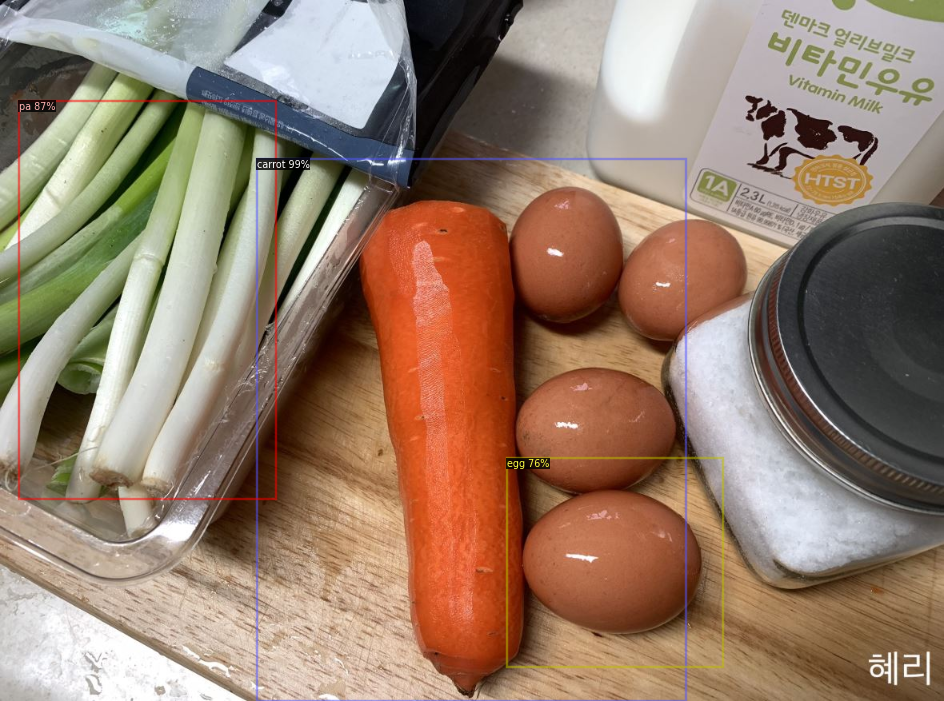 pa 87%
carrot 99%
egg 76%
덴마크 얼리브밀크
비타민우유
Vitamin Milk
HTST
1A 2,3L
혜리